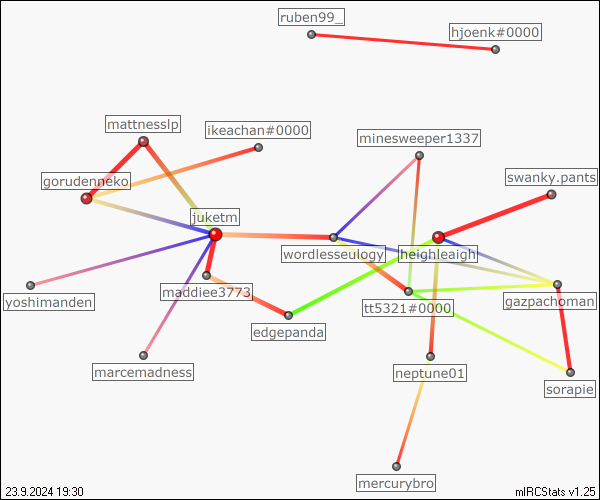 ruben99_
hjoenk#0000
mattnesslp
ikeachan#0000
minesweeper1337
gorudenneko
swanky.pants
juketm
wordlesseulogy
heighleaigh
yoshimanden
maddiee3773
gazpachoman
tt5321#0000
edgepanda
marcemadness
neptune01
sorapie
mercurybro
23.9.2024 19:30
mIRCStats v1.25